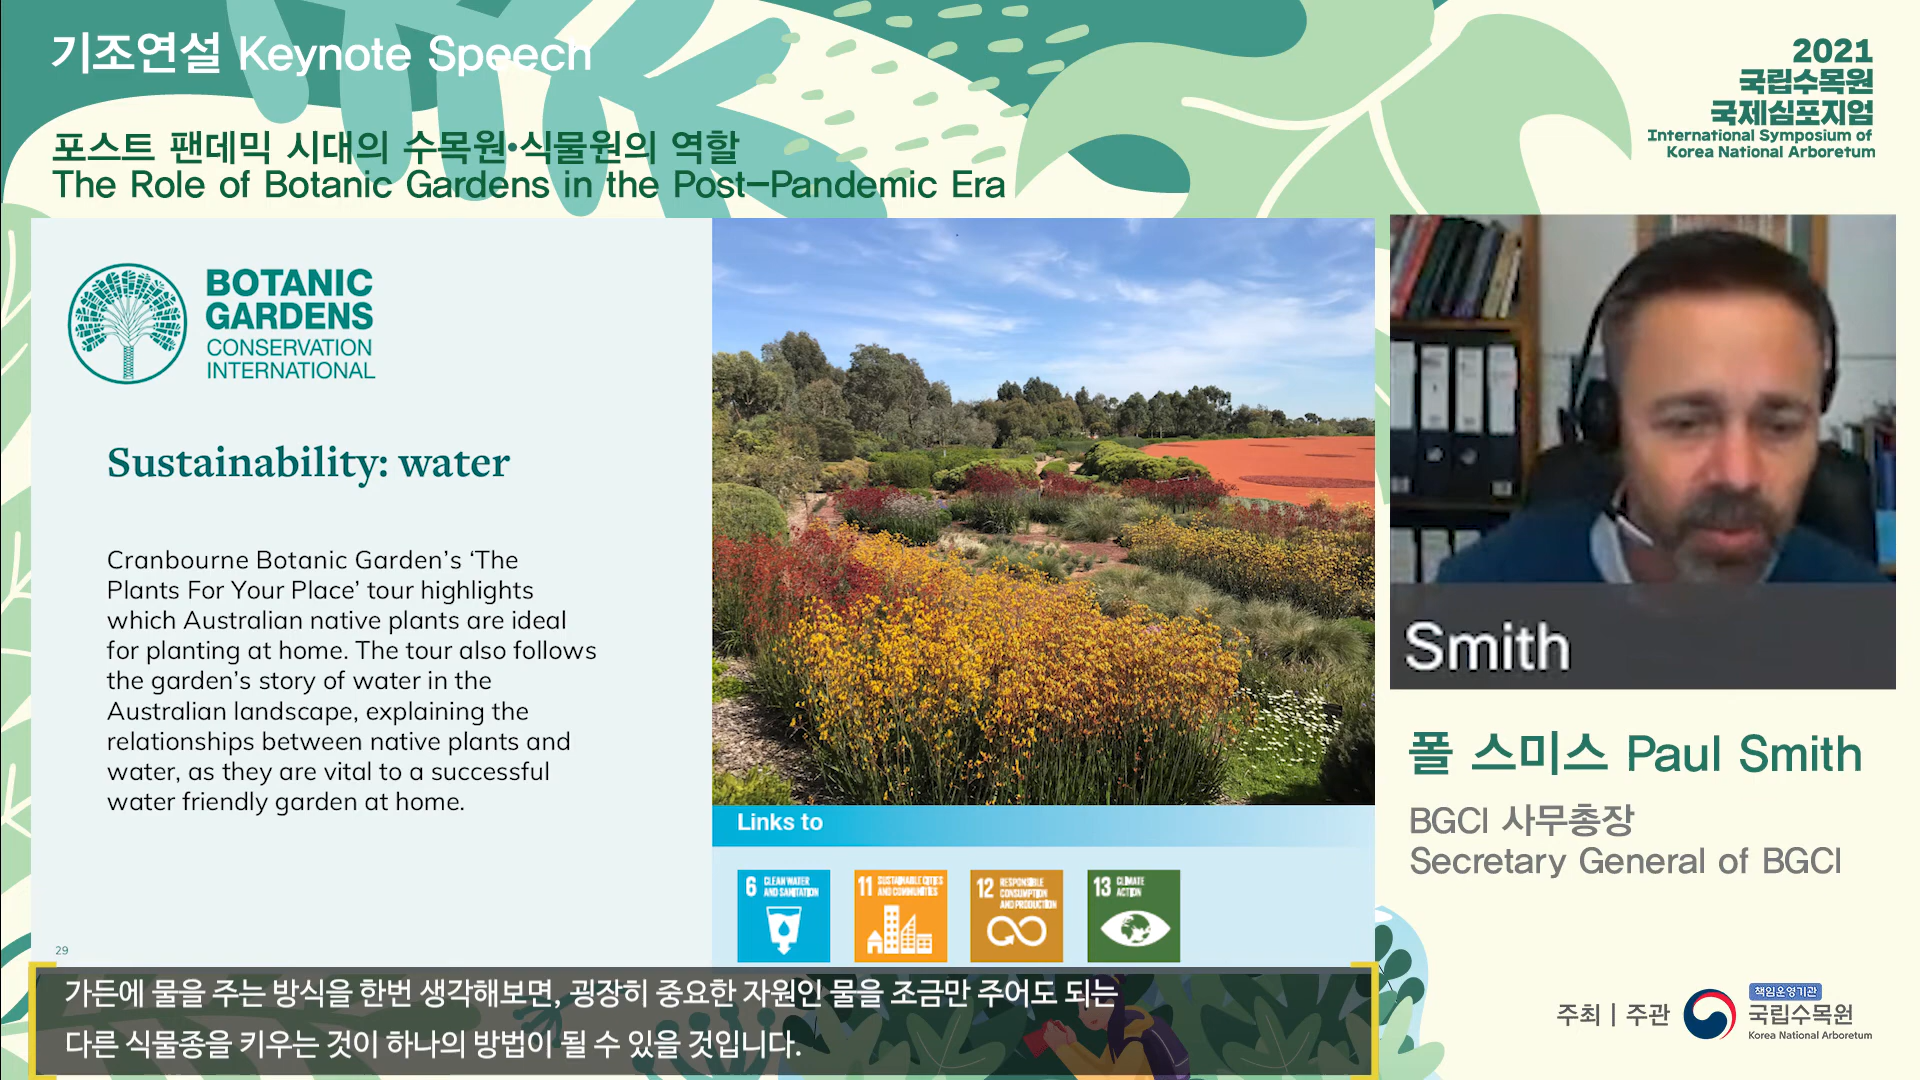 기조연설 Keynote Speech
포스트 팬데믹 시대의 수목원•식물원의 역할
The Role of Botanic Gardens in the Post-Pandemic Era
2021
국립수목원
국제심포지엄
International Symposium of
Korea National Arboretum
BOTANIC
GARDENS
CONSERVATION
INTERNATIONAL
Sustainability: water
Cranbourne Botanic Garden's 'The
Plants For Your Place' tour highlights
which Australian native plants are ideal
for planting at home. The tour also follows
the garden's story of water in the
Australian landscape, explaining the
relationships between native plants and
water, as they are vital to a successful
water friendly garden at home.
29
Links to
6 CLEAN WATER
AND SANITATION
11 SUSTAINABLE CITIES
AND COMMUNITIES
12 RESPONSIBLE
CONSUMPTION
AND PRODUCTION
13 CLIMATE
ACTION
Smith
폴 스미스 Paul Smith
BGCI 사무총장
Secretary General of BGCI
가든에 물을 주는 방식을 한번 생각해보면, 굉장히 중요한 자원인 물을 조금만 주어도 되는
다른 식물종을 키우는 것이 하나의 방법이 될 수 있을 것입니다.
주최 | 주관
책임운영기관
국립수목원
Korea National Arboretum